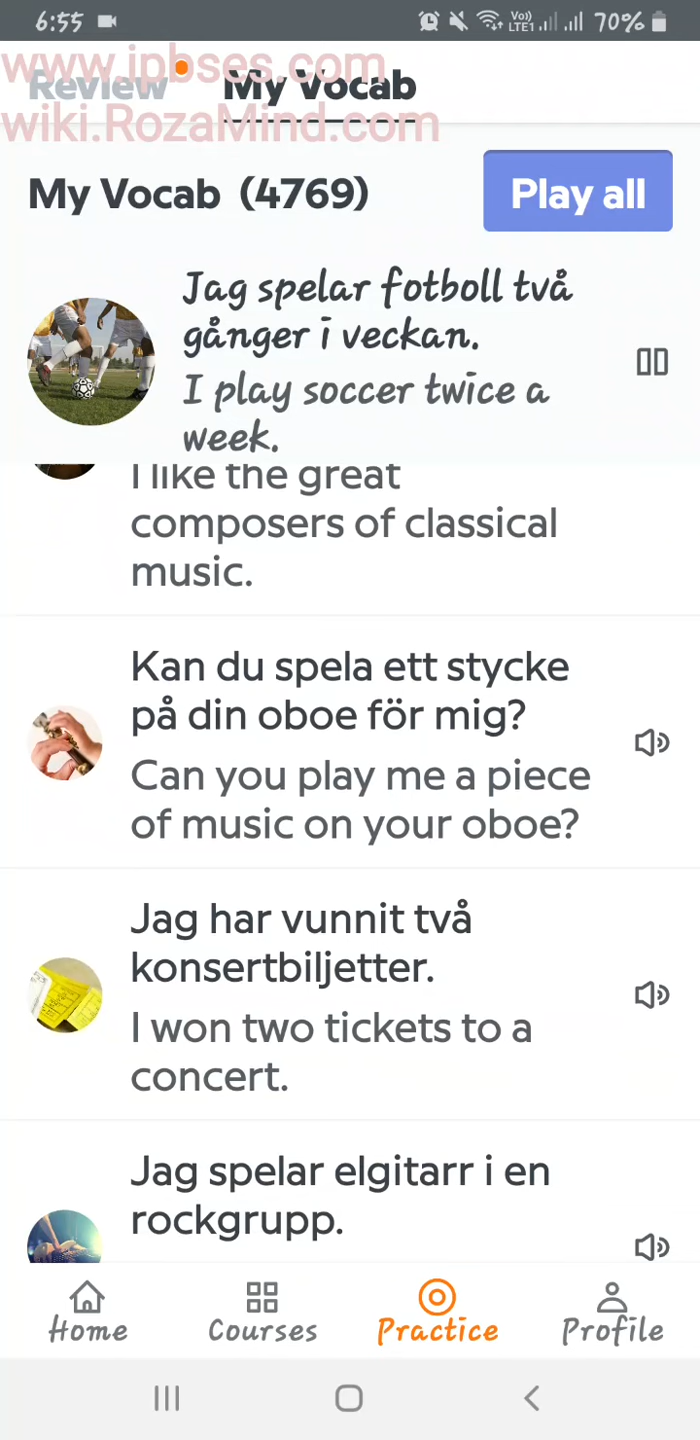 6:55
Vo)) LTE1 70%
www.ipbses.com
Review My Vocab
wiki.RozaMind.com
My Vocab (4769)
Play all
Jag spelar fotboll två
gånger i veckan.
I play soccer twice a
week.
I like the great
composers of classical
music.
Kan du spela ett stycke
på din oboe för mig?
Can you play me a piece
of music on your oboe?
Jag har vunnit två
konsertbiljetter.
I won two tickets to a
concert.
Jag spelar elgitarr i en
rockgrupp.
Home Courses Practice Profile